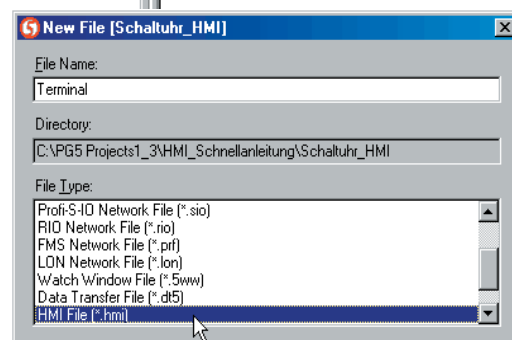 New File [Schaltuhr_HMI]
File Name:
Terminal
Directory:
C:\PG5 Projects1_3\HMI_Schnellanleitung\Schaltuhr_HMI
File Type:
Profi-S-IO Network File (*.sio)
RIO Network File (*.rio)
FMS Network File (*.prf)
LON Network File (*.lon)
Watch Window File (*.5ww)
Data Transfer File (*.dt5)
HMI File (*.hmi)